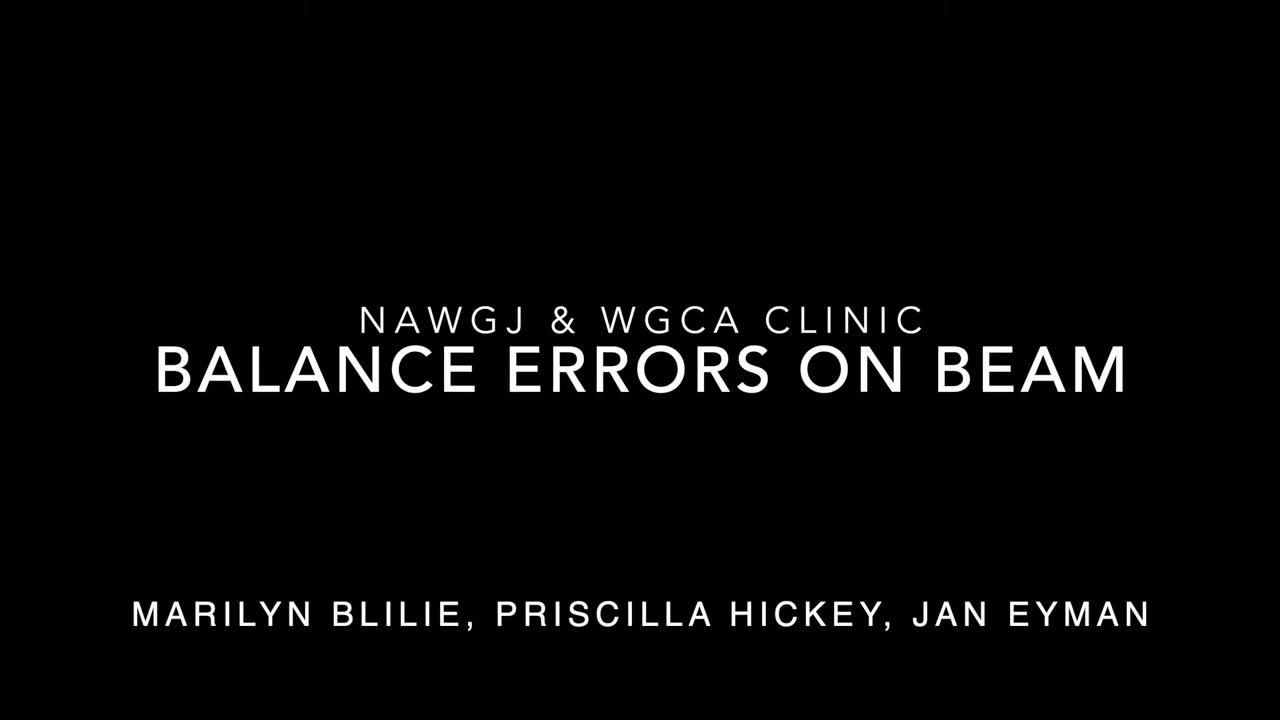 NAWGJ & WGCA CLINIC
BALANCE ERRORS ON BEAM
MARILYN BLILIE, PRISCILLA HICKEY, JAN EYMAN